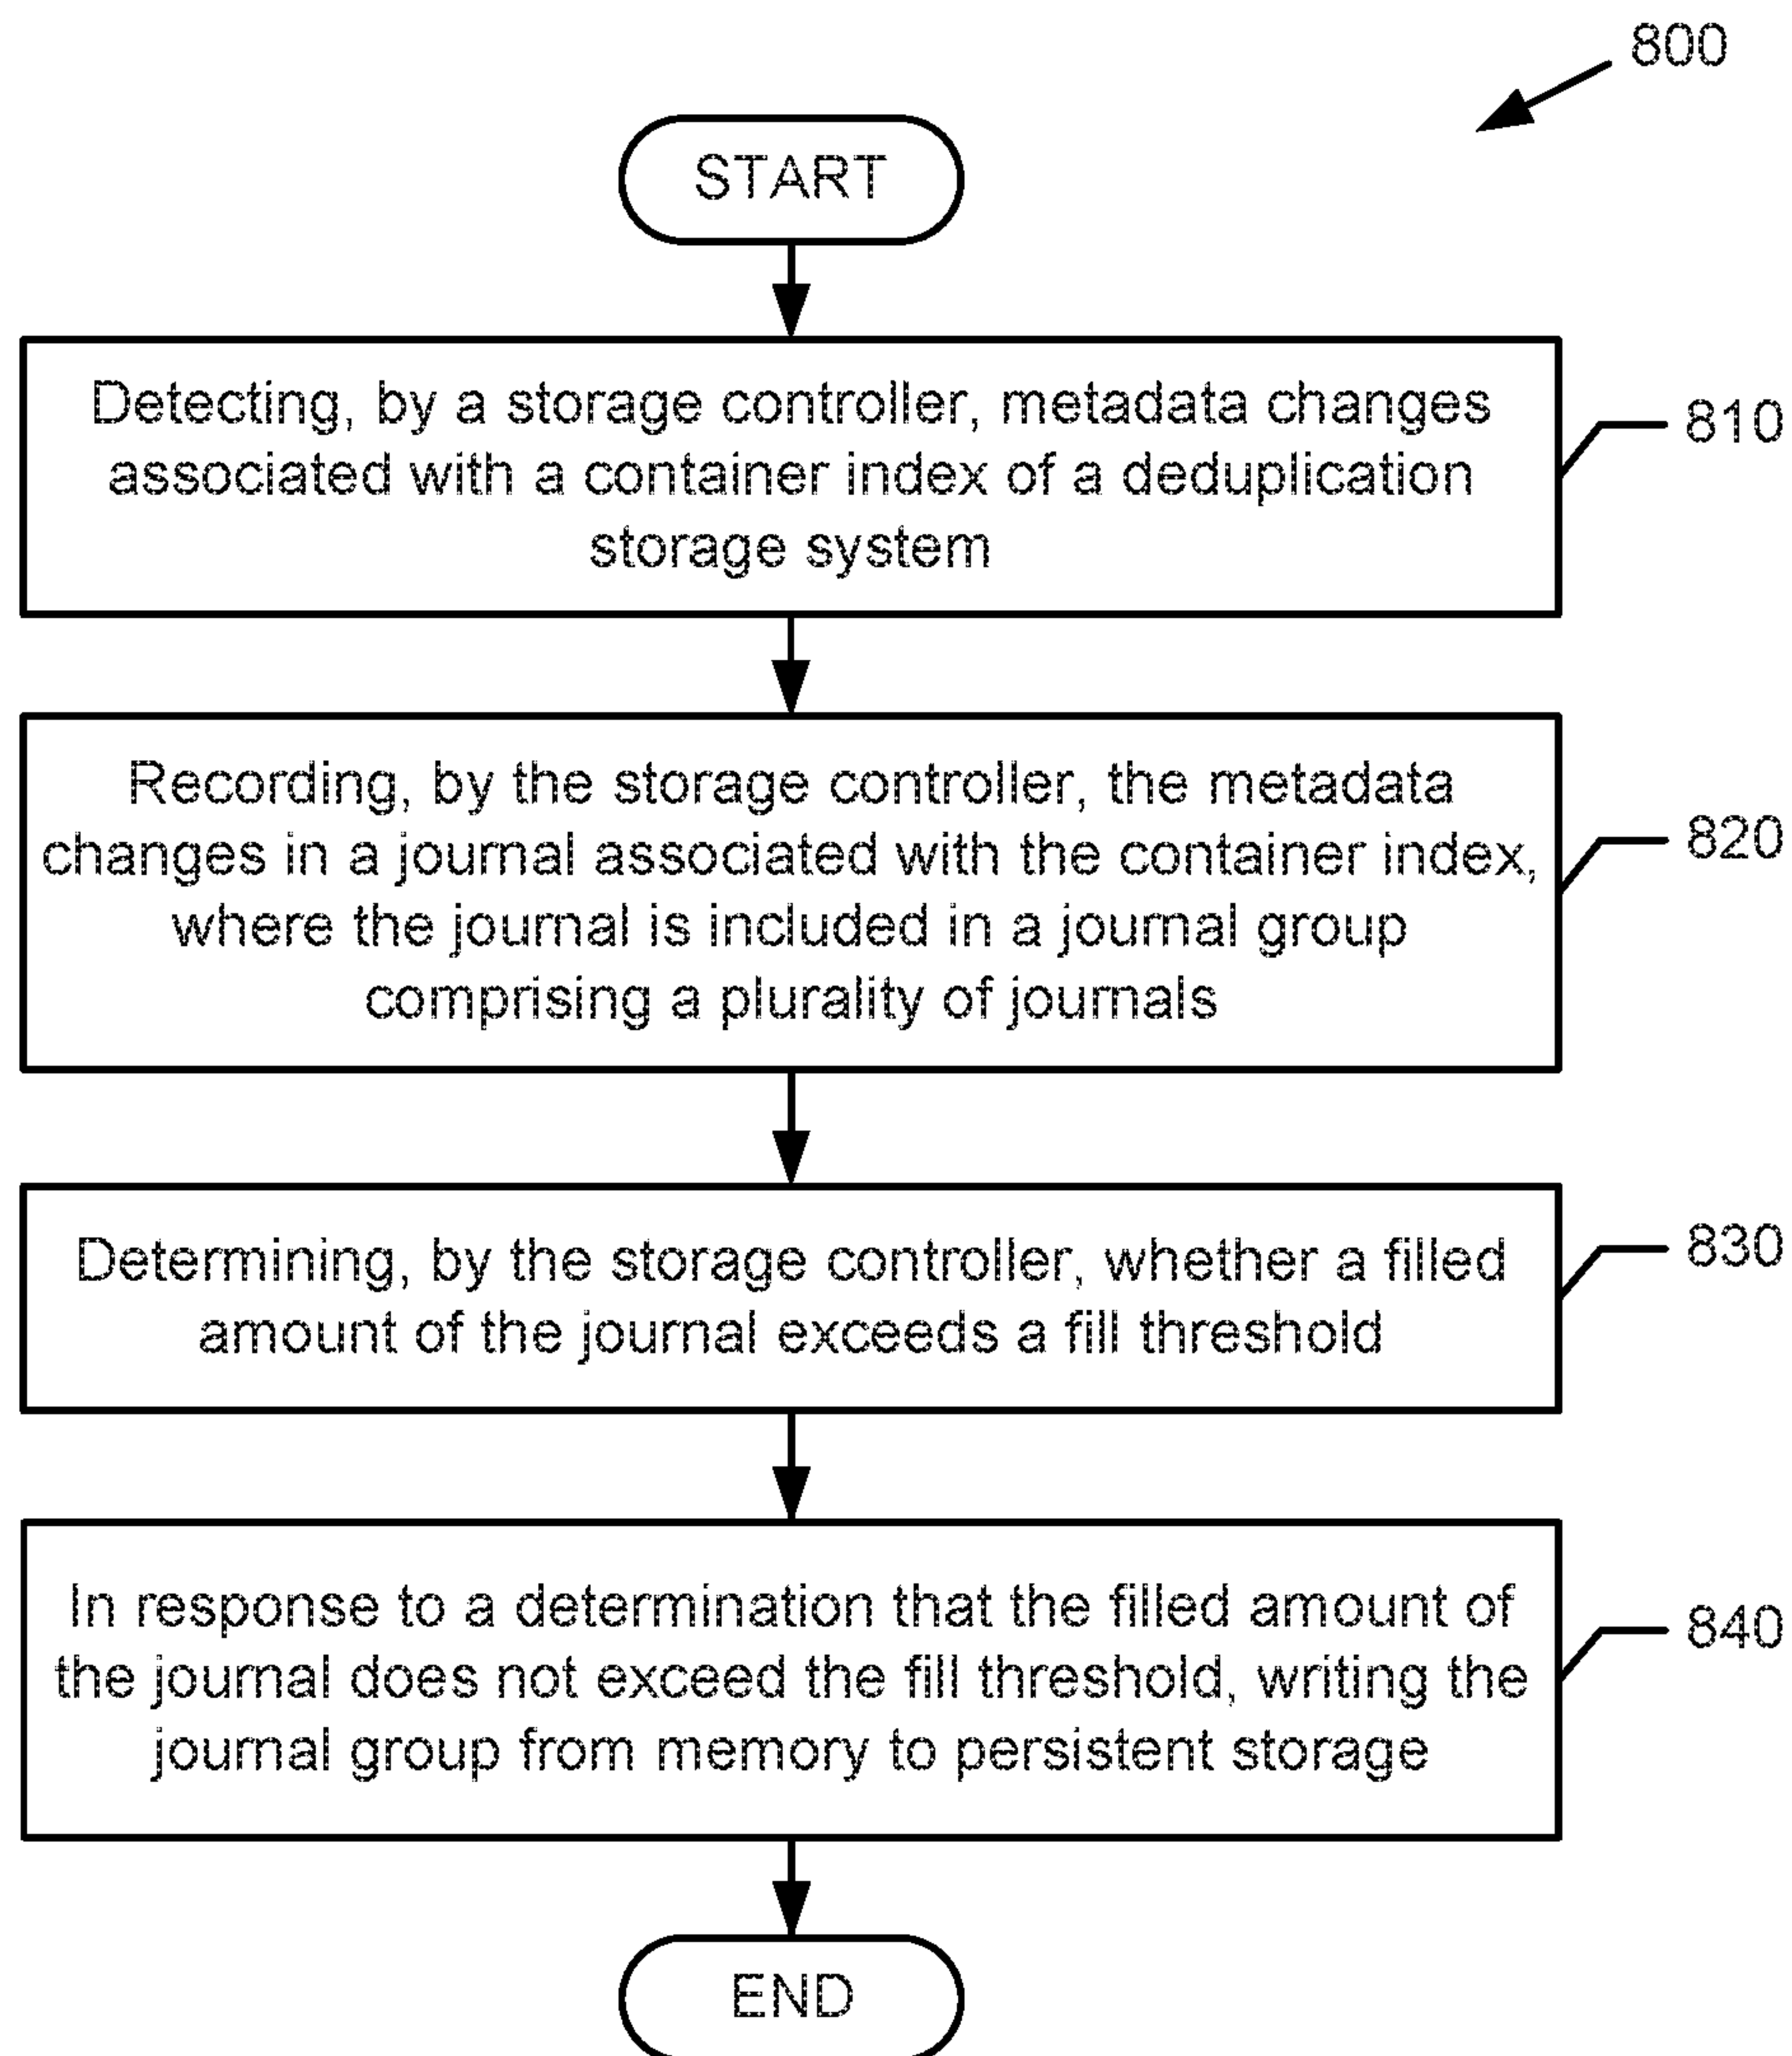 800
START
Detecting, by a storage controller, metadata changes
associated with a container index of a deduplication
storage system
810
Recording, by the storage controller, the metadata
changes in a journal associated with the container index,
where the journal is included in a journal group
comprising a plurality of journals
820
Determining, by the storage controller, whether a filled
amount of the journal exceeds a fill threshold
830
In response to a determination that the filled amount of
the journal does not exceed the fill threshold, writing the
journal group from memory to persistent storage
840
END